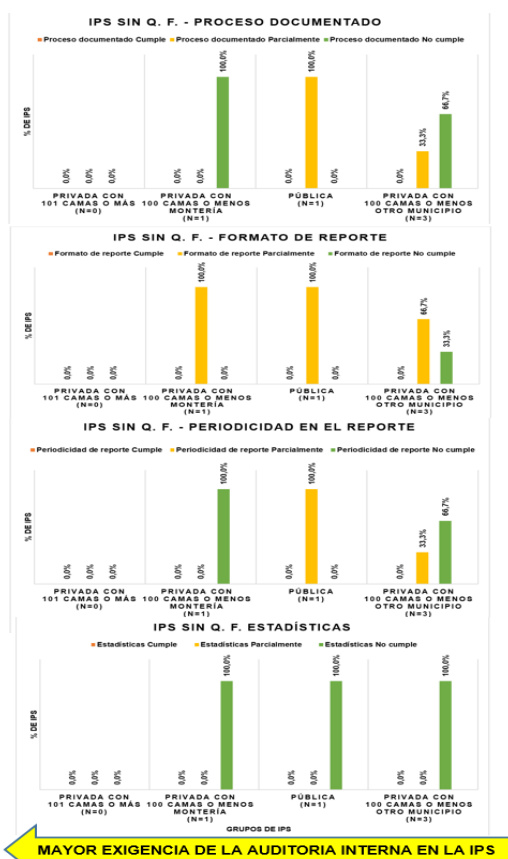 IPS SIN Q. F. - PROCESO DOCUMENTADO
Proceso documentado Cumple Proceso documentado Parcialmente Proceso documentado No cumple
% DE IPS
0,0% 0,0% 0,0% 0,0% 0,0% 100,0% 0,0% 100,0% 0,0% 0,0% 33,3% 66,7%
PRIVADA CON PRIVADA CON PÚBLICA PRIVADA CON
101 CAMAS O MÁS 100 CAMAS O MENOS (N=1) 100 CAMAS O MENOS
(N=0) MONTERÍA OTRO MUNICIPIO
(N=1) (N=3)
IPS SIN Q. F. - FORMATO DE REPORTE
Formato de reporte Cumple Formato de reporte Parcialmente Formato de reporte No cumple
% DE IPS
0,0% 0,0% 0,0% 0,0% 100,0% 0,0% 0,0% 100,0% 0,0% 0,0% 66,7% 33,3%
PRIVADA CON PRIVADA CON PÚBLICA PRIVADA CON
101 CAMAS O MÁS 100 CAMAS O MENOS (N=1) 100 CAMAS O MENOS
(N=0) MONTERÍA OTRO MUNICIPIO
(N=1) (N=3)
IPS SIN Q. F. - PERIODICIDAD EN EL REPORTE
Periodicidad de reporte Cumple Periodicidad de reporte Parcialmente Periodicidad de reporte No cumple
% DE IPS
0,0% 0,0% 0,0% 0,0% 0,0% 100,0% 0,0% 100,0% 0,0% 0,0% 33,3% 66,7%
PRIVADA CON PRIVADA CON PÚBLICA PRIVADA CON
101 CAMAS O MÁS 100 CAMAS O MENOS (N=1) 100 CAMAS O MENOS
(N=0) MONTERÍA OTRO MUNICIPIO
(N=1) (N=3)
IPS SIN Q. F. ESTADÍSTICAS
Estadísticas Cumple Estadísticas Parcialmente Estadísticas No cumple
% DE IPS
0,0% 0,0% 0,0% 0,0% 0,0% 100,0% 0,0% 0,0% 100,0% 0,0% 0,0% 100,0%
PRIVADA CON PRIVADA CON PÚBLICA PRIVADA CON
101 CAMAS O MÁS 100 CAMAS O MENOS (N=1) 100 CAMAS O MENOS
(N=0) MONTERÍA OTRO MUNICIPIO
(N=1) (N=3)
GRUPOS DE IPS
MAYOR EXIGENCIA DE LA AUDITORIA INTERNA EN LA IPS